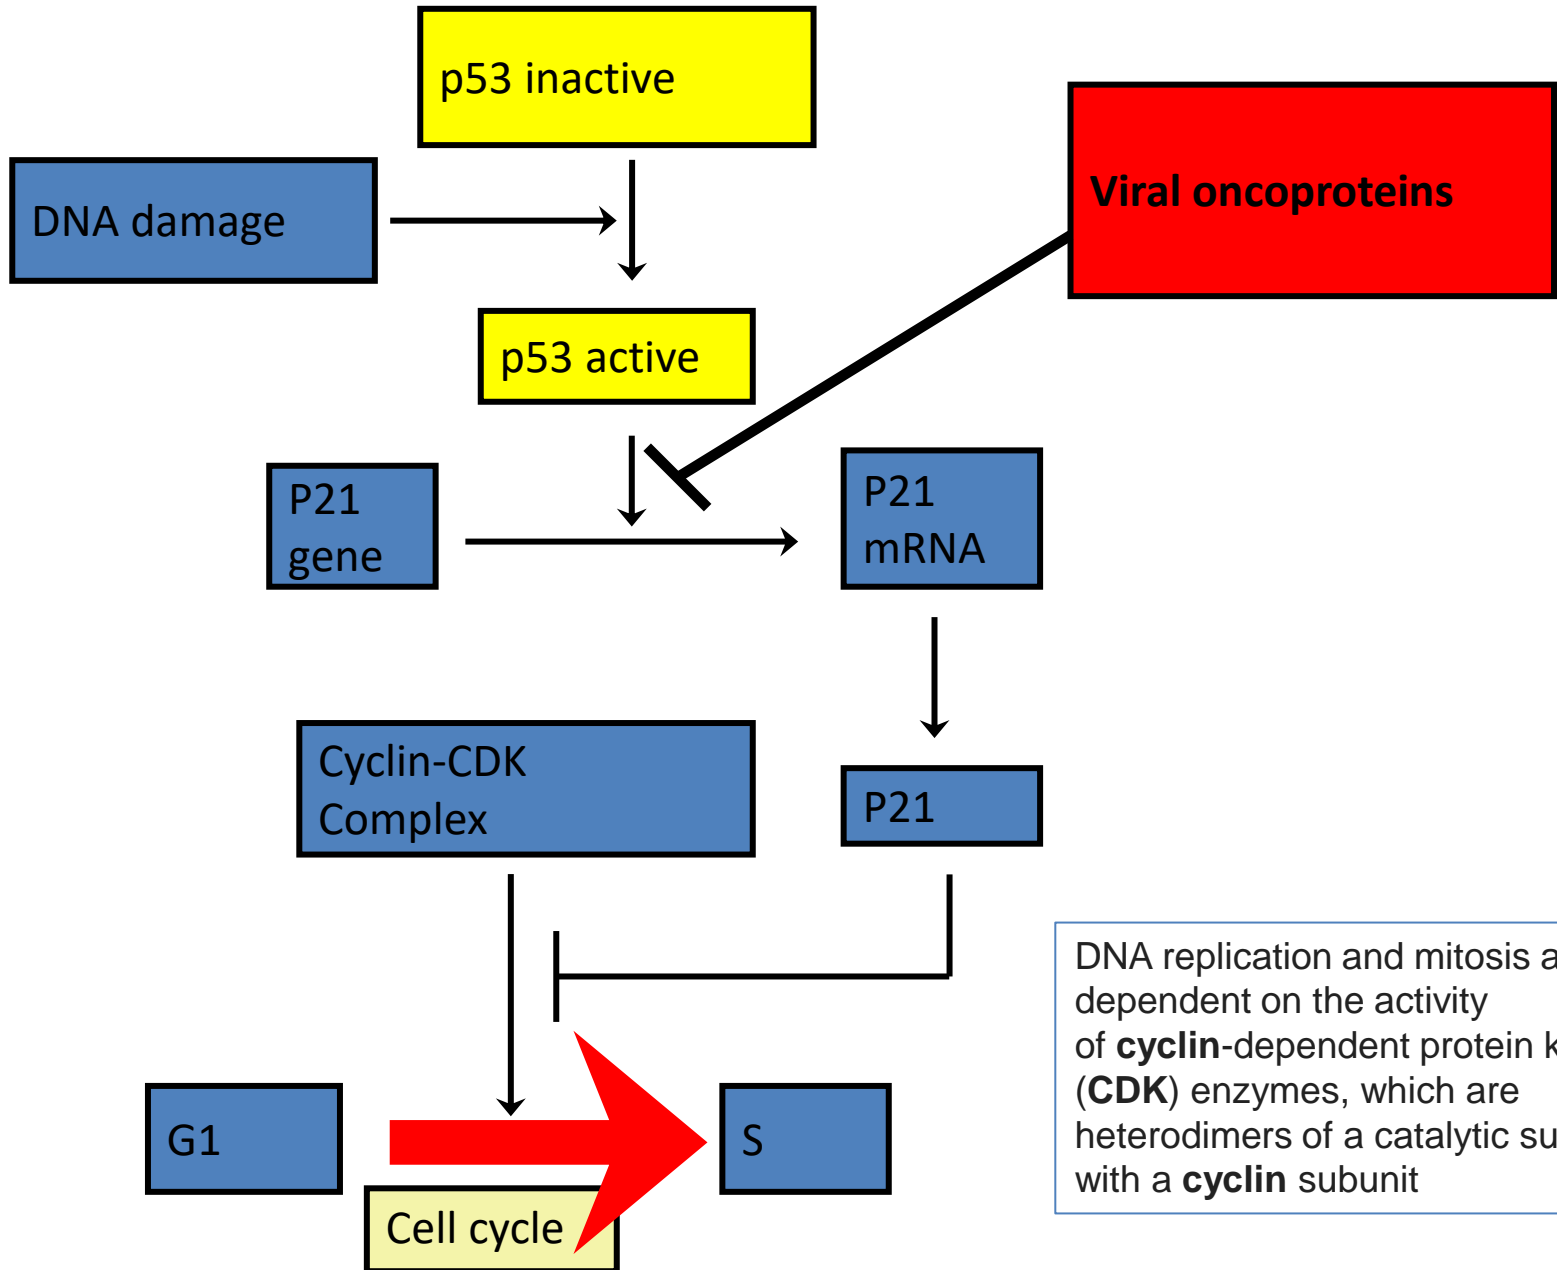 p53 inactive
DNA damage
Viral oncoproteins
p53 active
P21
gene
P21
mRNA
Cyclin-CDK
Complex
P21
DNA replication and mitosis a
dependent on the activity
of cyclin-dependent protein k
(CDK) enzymes, which are
heterodimers of a catalytic su
with a cyclin subunit
G1
S
Cell cycle